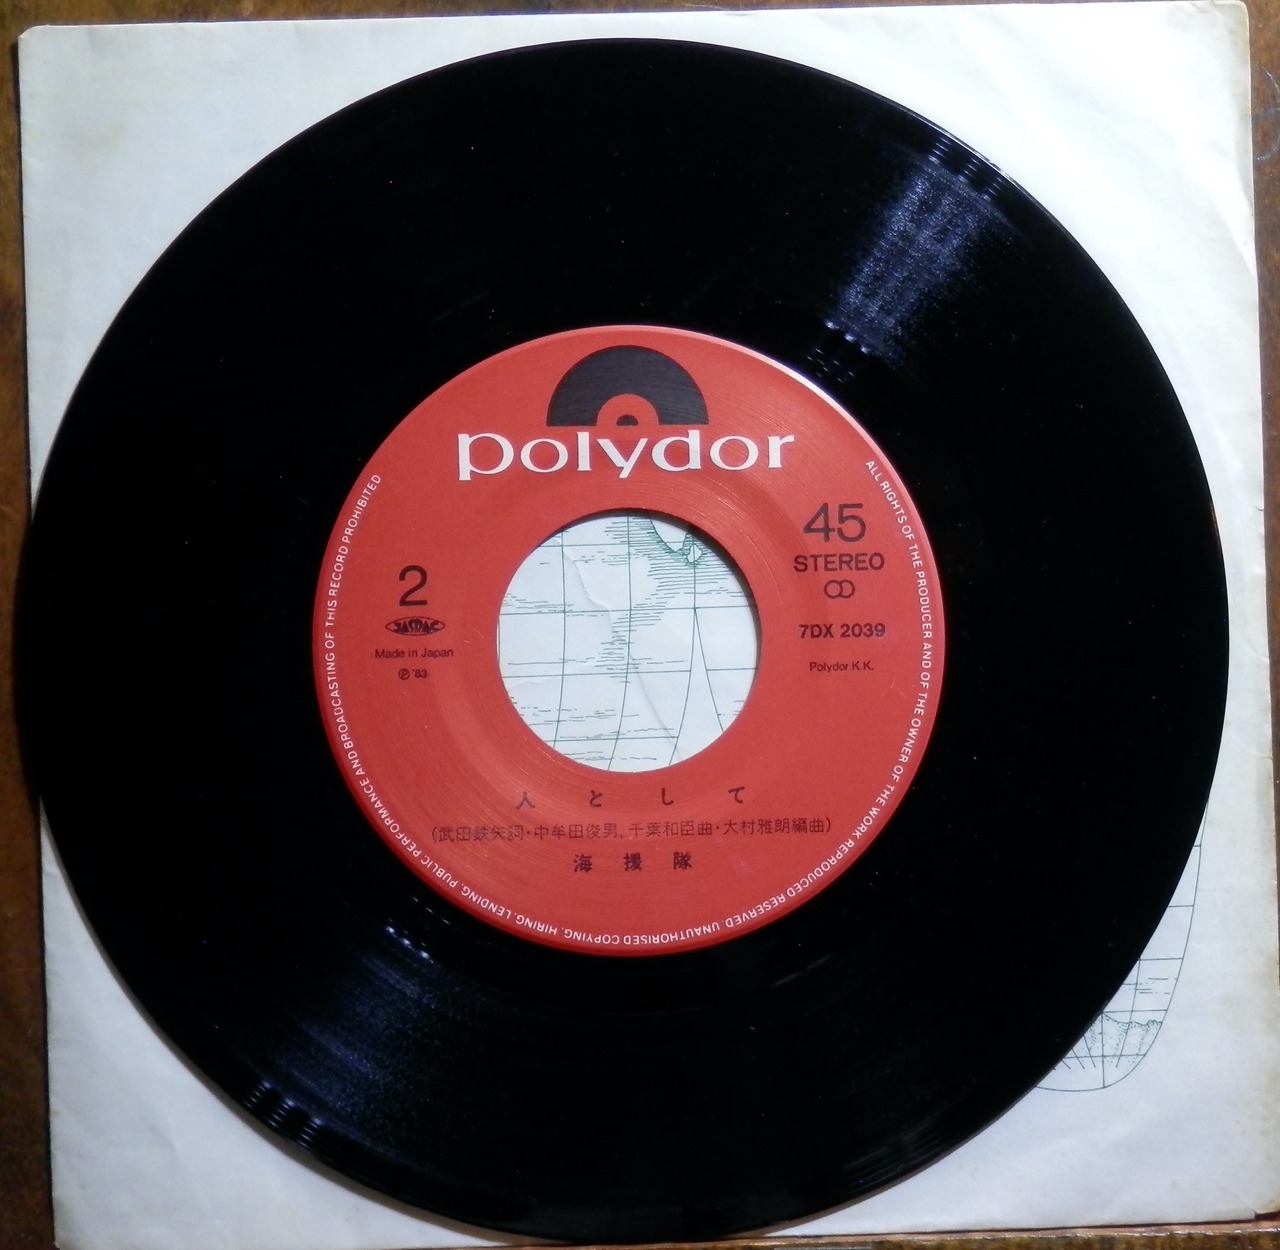 polydor
45
STEREO
2
JASRAC
7DX 2039
Made in Japan
Ⓟ '83
Polydor K.K.
人として
(武田鉄矢詞・中牟田俊男, 千葉和臣曲・大村雅朗編曲)
海援隊
ALL RIGHTS OF THE PRODUCER AND OF THE OWNER OF THE WORK REPRODUCED RESERVED. UNAUTHORISED COPYING, HIRING, LENDING, PUBLIC PERFORMANCE AND BROADCASTING OF THIS RECORD PROHIBITED